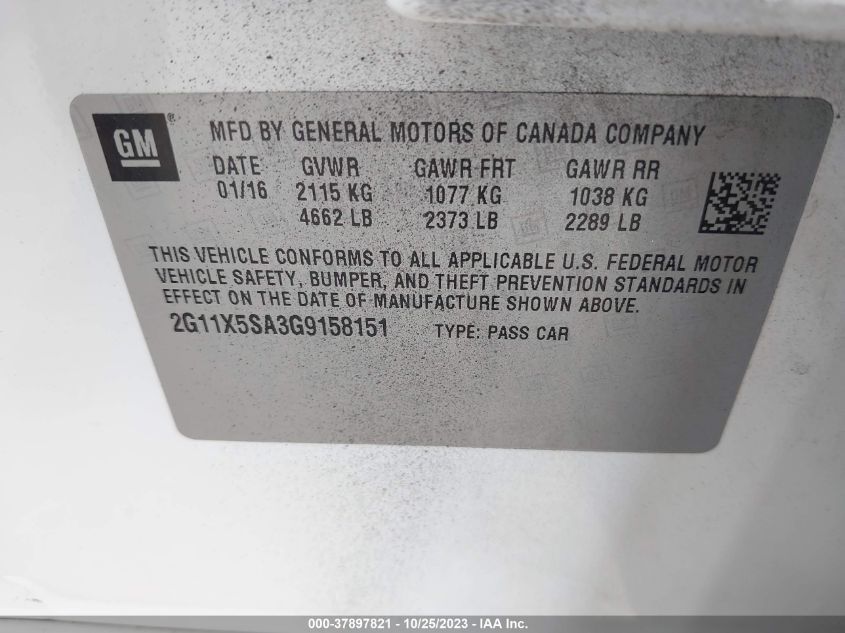 GM ® MFD BY GENERAL MOTORS OF CANADA COMPANY
DATE GVWR GAWR FRT GAWR RR
01/16 2115 KG 1077 KG 1038 KG
4662 LB 2373 LB 2289 LB
THIS VEHICLE CONFORMS TO ALL APPLICABLE U.S. FEDERAL MOTOR
VEHICLE SAFETY, BUMPER, AND THEFT PREVENTION STANDARDS IN
EFFECT ON THE DATE OF MANUFACTURE SHOWN ABOVE.
2G11X5SA3G9158151 TYPE: PASS CAR
000-37897821 - 10/25/2023 - IAA Inc.